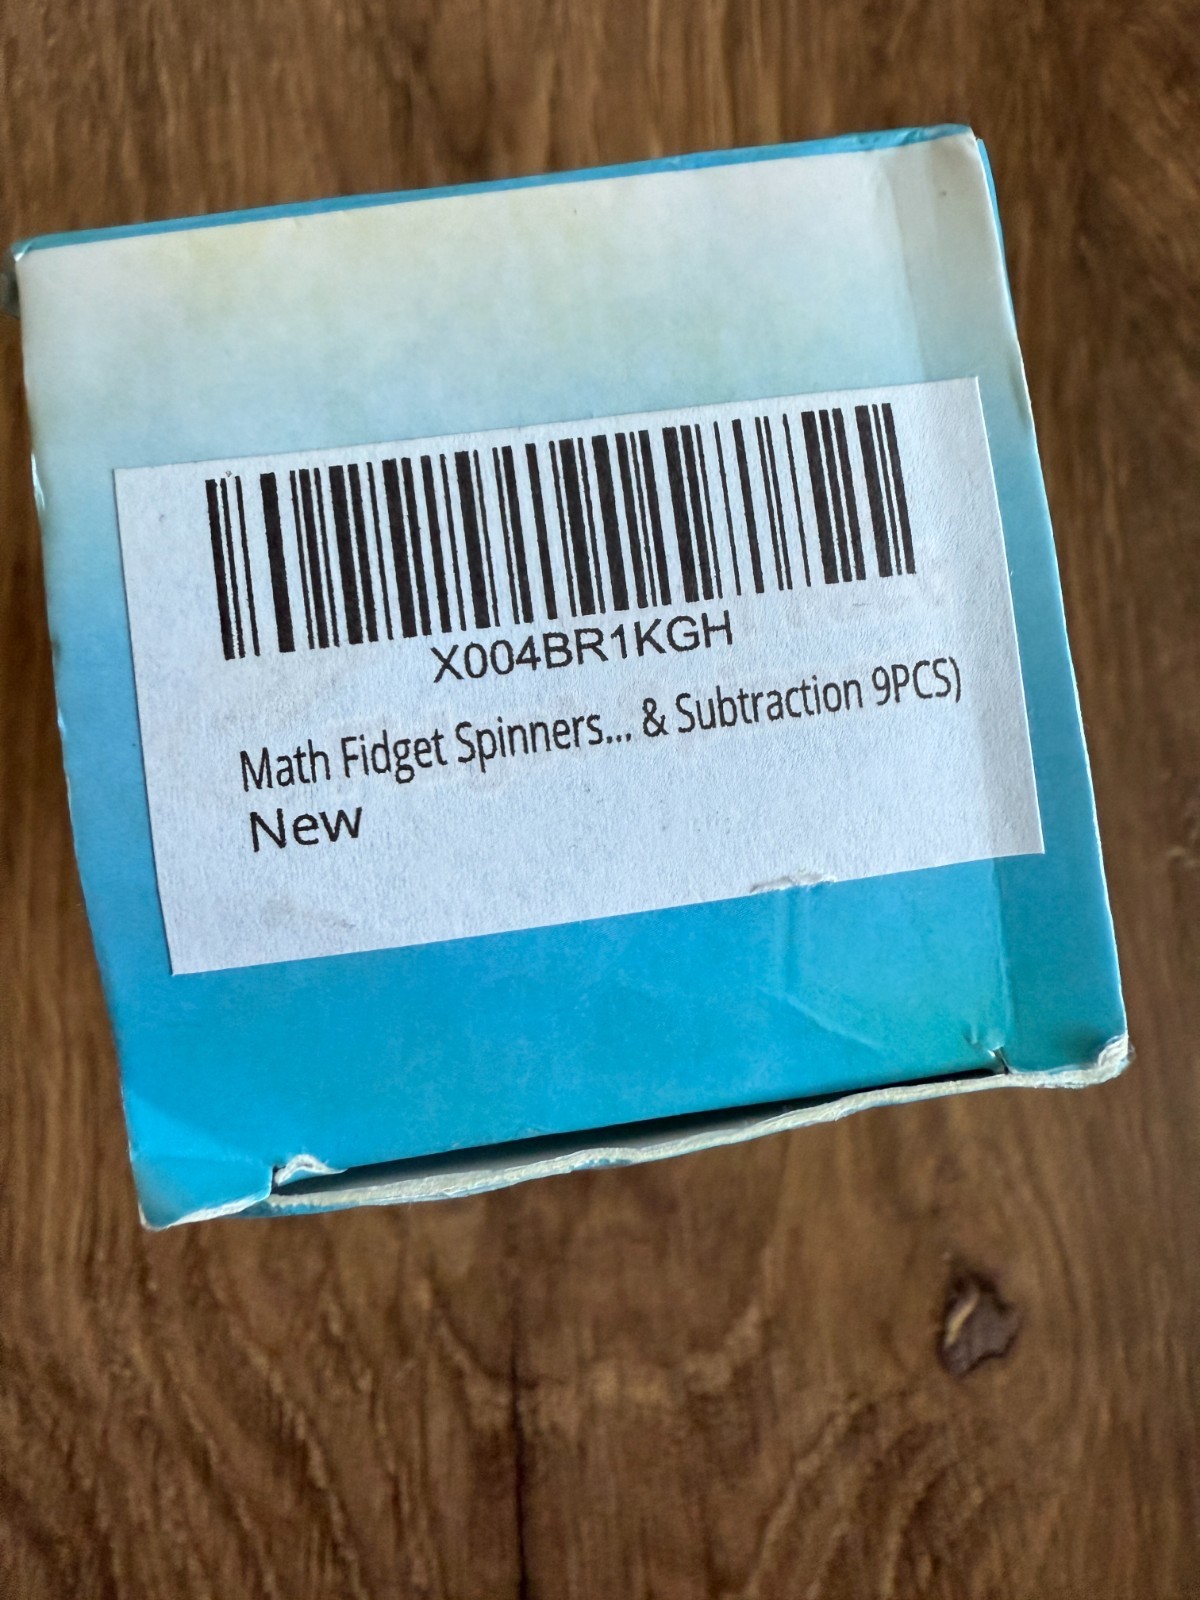 X004BR1KGH
Math Fidget Spinners... & Subtraction 9PCS)
New